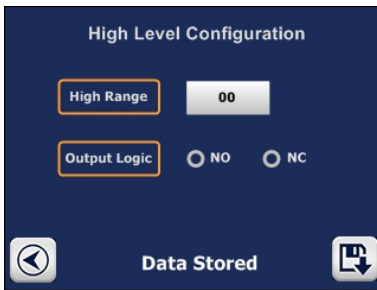 High Level Configuration
High Range 00
Output Logic NO NC
Data Stored